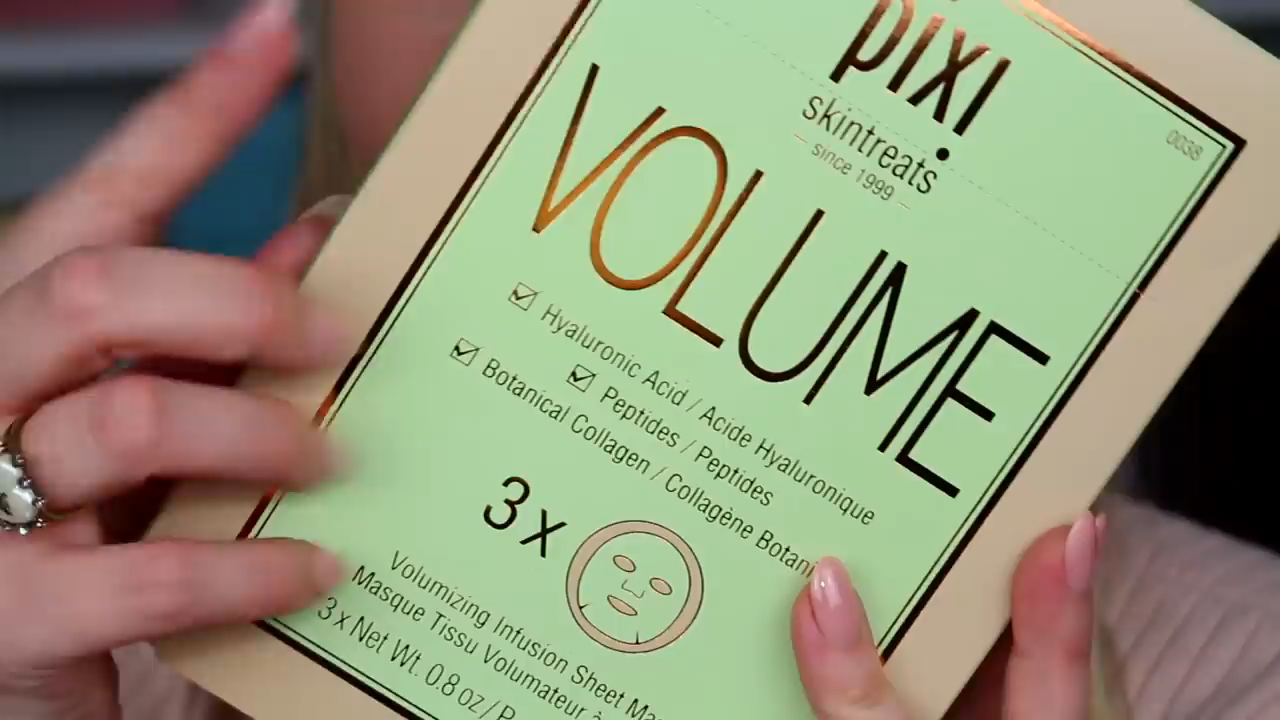 pixi
skintreats
— since 1999 —
0038
VOLUME
☑ Hyaluronic Acid / Acide Hyaluronique
☑ Peptides / Peptides
☑ Botanical Collagen / Collagène
3 x
Volumizing Infusion Sheet
Masque Tissu Volumateur à
3 x Net Wt. 0.8 oz /